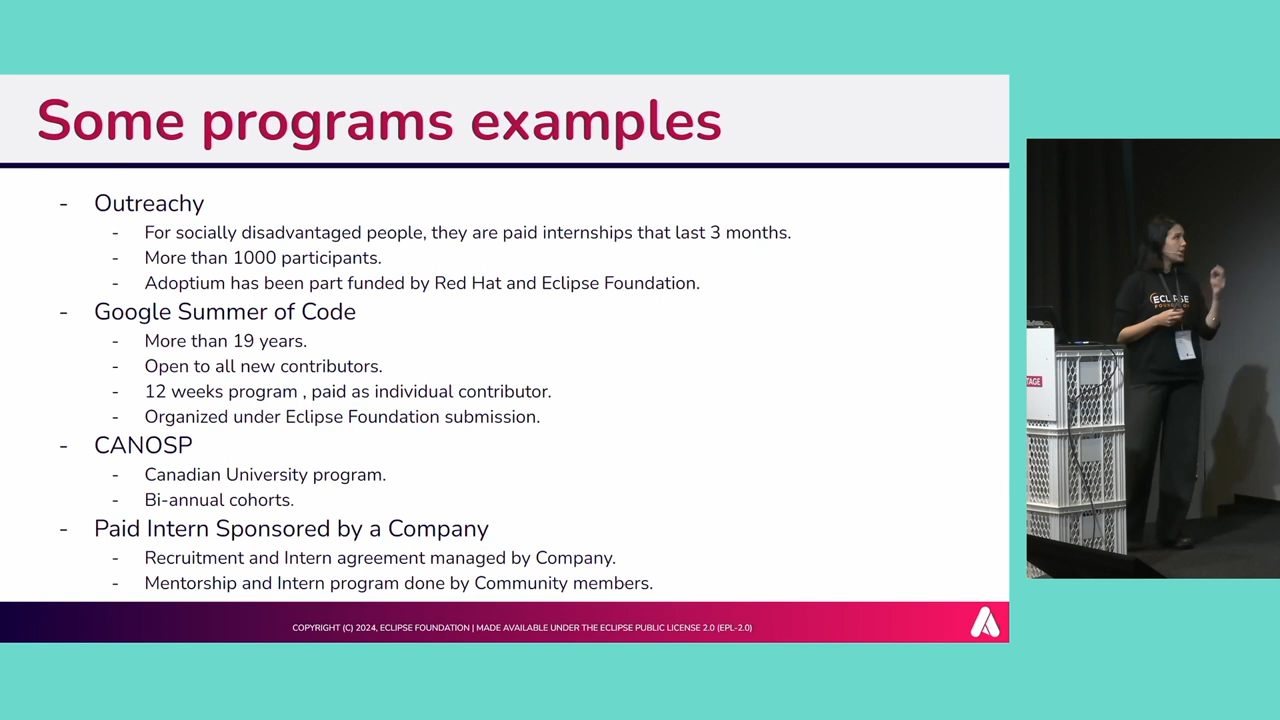 Some programs examples
- Outreachy
- For socially disadvantaged people, they are paid internships that last 3 months.
- More than 1000 participants.
- Adoptium has been part funded by Red Hat and Eclipse Foundation.
- Google Summer of Code
- More than 19 years.
- Open to all new contributors.
- 12 weeks program , paid as individual contributor.
- Organized under Eclipse Foundation submission.
- CANOSP
- Canadian University program.
- Bi-annual cohorts.
- Paid Intern Sponsored by a Company
- Recruitment and Intern agreement managed by Company.
- Mentorship and Intern program done by Community members.
COPYRIGHT (C) 2024, ECLIPSE FOUNDATION | MADE AVAILABLE UNDER THE ECLIPSE PUBLIC LICENSE 2.0 (EPL-2.0)